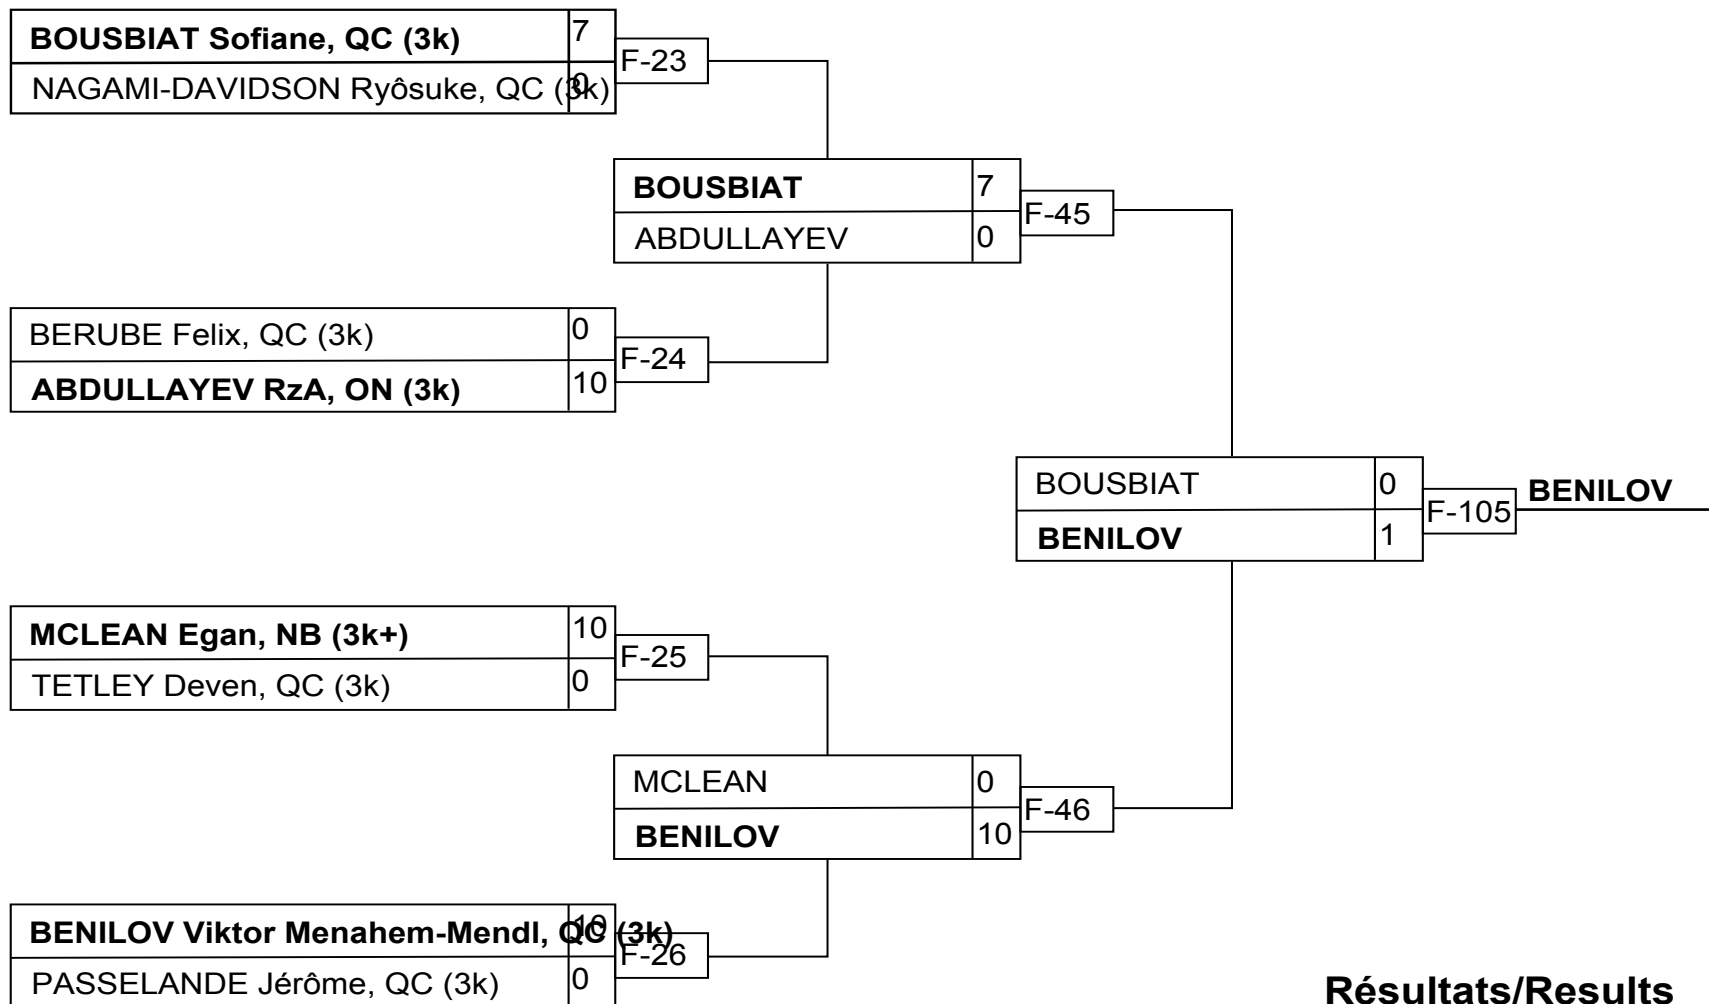 BOUSBIAT Sofiane, QC (3k) 7
F-23
NAGAMI-DAVIDSON Ryôsuke, QC (3k) 0
BOUSBIAT 7
F-45
ABDULLAYEV 0
BERUBE Felix, QC (3k) 0
F-24
ABDULLAYEV RzA, ON (3k) 10
BOUSBIAT 0
F-105
BENILOV
BENILOV 1
MCLEAN Egan, NB (3k+) 10
F-25
TETLEY Deven, QC (3k) 0
MCLEAN 0
F-46
BENILOV 10
BENILOV Viktor Menahem-Mendl, QC (3k) 10
F-26
PASSELANDE Jérôme, QC (3k) 0
Résultats/Results